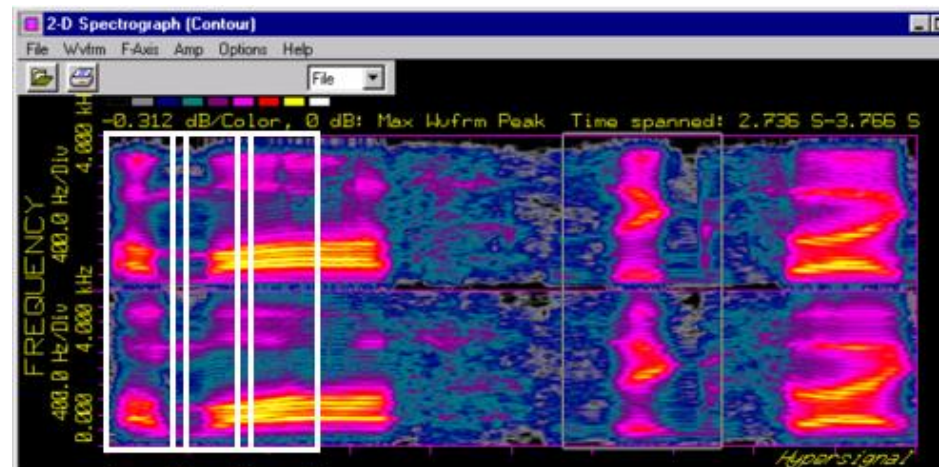 2-D Spectrograph (Contour)
File Wvfrm F-Axis Amp Options Help
File
-0.312 dB/Color, 0 dB: Max Wvfrm Peak Time spanned: 2.736 S-3.766 S
FREQUENCY
400.0 Hz/Div 4.000 kH
400.0 Hz/Div 4.000 kHz
0.000 kHz
Hypersignal